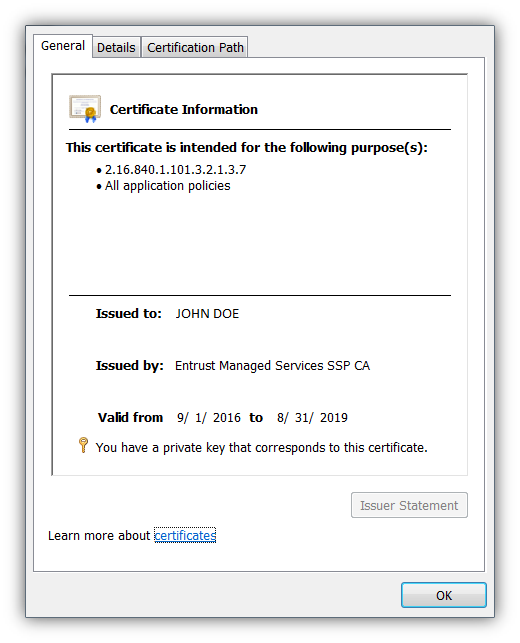 General Details Certification Path
Certificate Information
This certificate is intended for the following purpose(s):
• 2.16.840.1.101.3.2.1.3.7
• All application policies
Issued to: JOHN DOE
Issued by: Entrust Managed Services SSP CA
Valid from 9/ 1/ 2016 to 8/ 31/ 2019
You have a private key that corresponds to this certificate.
Issuer Statement
Learn more about certificates
OK